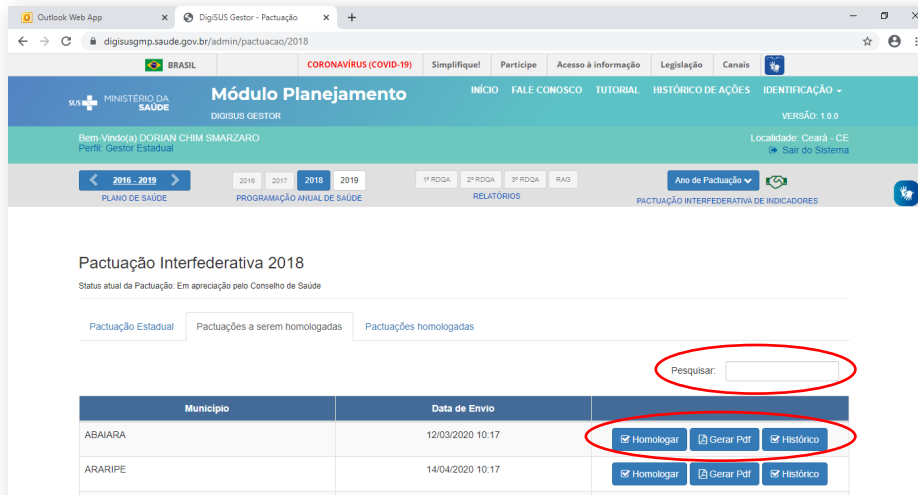 Outlook Web App DigiSUS Gestor - Pactuação
digisusgmp.saude.gov.br/admin/pactuacao/2018
BRASIL CORONAVÍRUS (COVID-19) Simplifique! Participe Acesso à informação Legislação Canais
SUS MINISTÉRIO DA SAÚDE Módulo Planejamento INÍCIO FALE CONOSCO TUTORIAL HISTÓRICO DE AÇÕES IDENTIFICAÇÃO
DIGISUS GESTOR VERSÃO: 1.0.0
Bem-Vindo(a) DORIAN CHIM SMARZARO Localidade: Ceará - CE
Perfil: Gestor Estadual Sair do Sistema
2016 - 2019 2016 2017 2018 2019 1º RDQA 2º RDQA 3º RDQA RAG Ano de Pactuação
PLANO DE SAÚDE PROGRAMAÇÃO ANUAL DE SAÚDE RELATÓRIOS PACTUAÇÃO INTERFEDERATIVA DE INDICADORES
Pactuação Interfederativa 2018
Status atual da Pactuação: Em apreciação pelo Conselho de Saúde
Pactuação Estadual Pactuações a serem homologadas Pactuações homologadas
Pesquisar:
Município Data de Envio
ABAIARA 12/03/2020 10:17 Homologar Gerar Pdf Histórico
ARARIPE 14/04/2020 10:17 Homologar Gerar Pdf Histórico